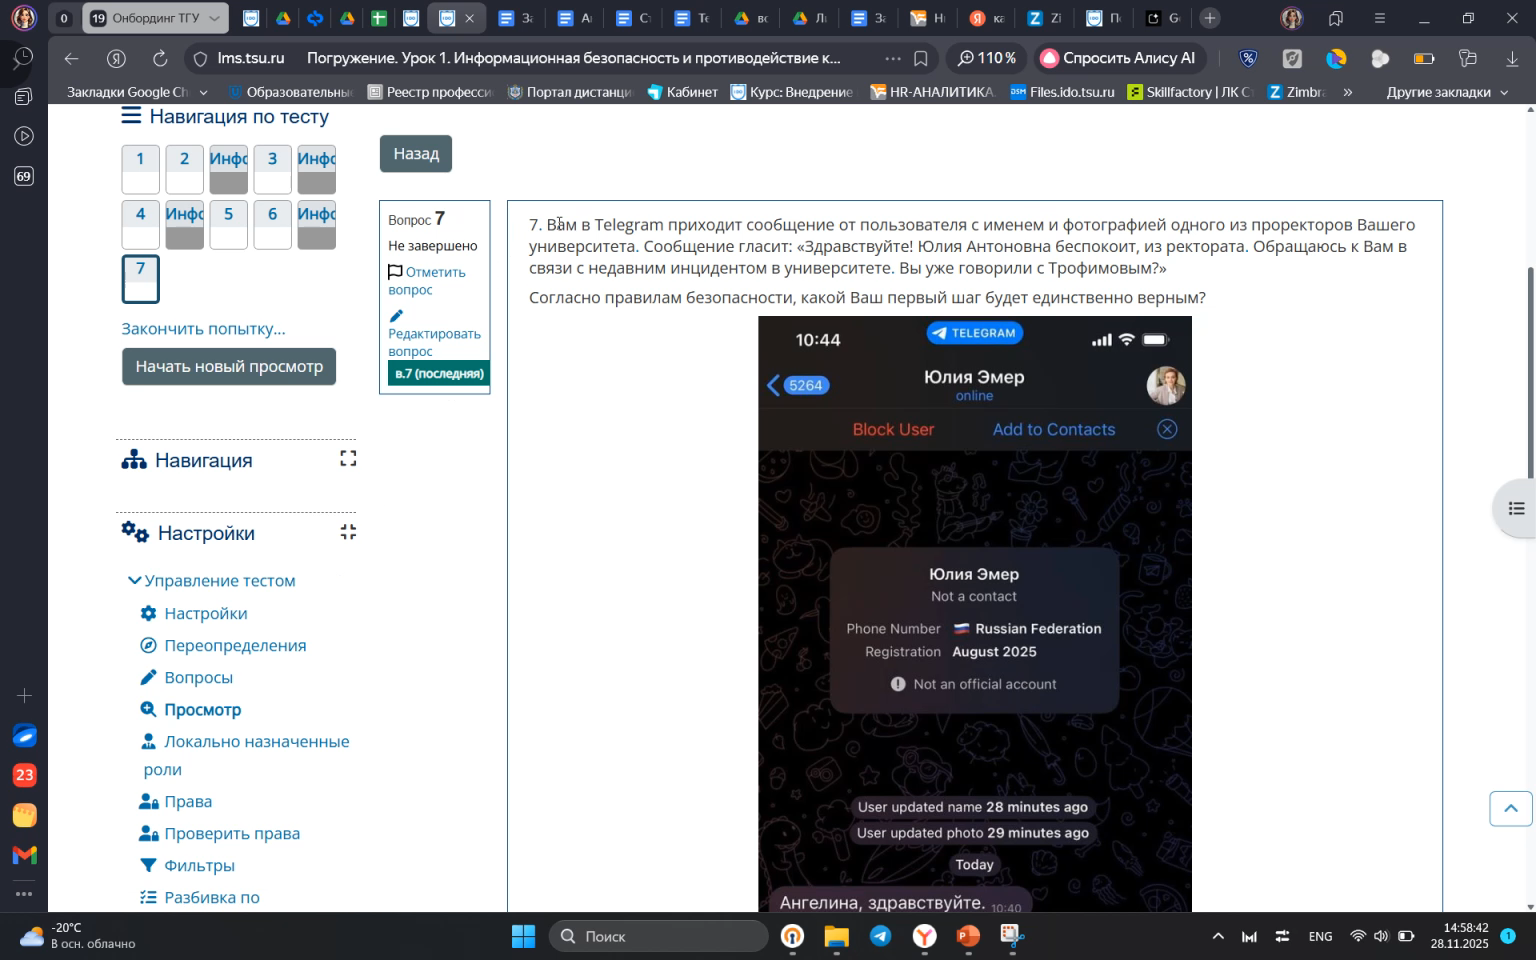 0
19 Онбординг ТГУ
lms.tsu.ru
Погружение. Урок 1. Информационная безопасность и противодействие к...
110 %
Спросить Алису AI
Закладки Google Ch
Образовательны
Реестр професси
Портал дистанци
Кабинет
Курс: Внедрение
HR-АНАЛИТИКА.
Files.ido.tsu.ru
Skillfactory | ЛК С
Zimbra
»
Другие закладки
69
Навигация по тесту
1
2
Инфо
3
Инфо
4
Инфо
5
6
Инфо
7
Закончить попытку...
Начать новый просмотр
Навигация
Настройки
Управление тестом
Настройки
Переопределения
Вопросы
Просмотр
Локально назначенные
роли
Права
Проверить права
Фильтры
Разбивка по
Назад
Вопрос 7
Не завершено
Отметить
вопрос
Редактировать
вопрос
в.7 (последняя)
7. Вам в Telegram приходит сообщение от пользователя с именем и фотографией одного из проректоров Вашего
университета. Сообщение гласит: «Здравствуйте! Юлия Антоновна беспокоит, из ректората. Обращаюсь к Вам в
связи с недавним инцидентом в университете. Вы уже говорили с Трофимовым?»
Согласно правилам безопасности, какой Ваш первый шаг будет единственно верным?
10:44
TELEGRAM
5264
Юлия Эмер
online
Block User
Add to Contacts
Юлия Эмер
Not a contact
Phone Number Russian Federation
Registration August 2025
Not an official account
User updated name 28 minutes ago
User updated photo 29 minutes ago
Today
Ангелина, здравствуйте. 10:40
23
-20°C
В осн. облачно
Поиск
ENG
14:58:42
28.11.2025
1